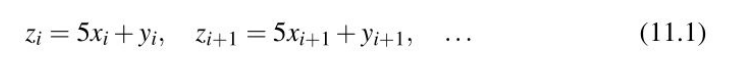 z_i = 5x_i + y_i, z_{i+1} = 5x_{i+1} + y_{i+1}, ... (11.1)